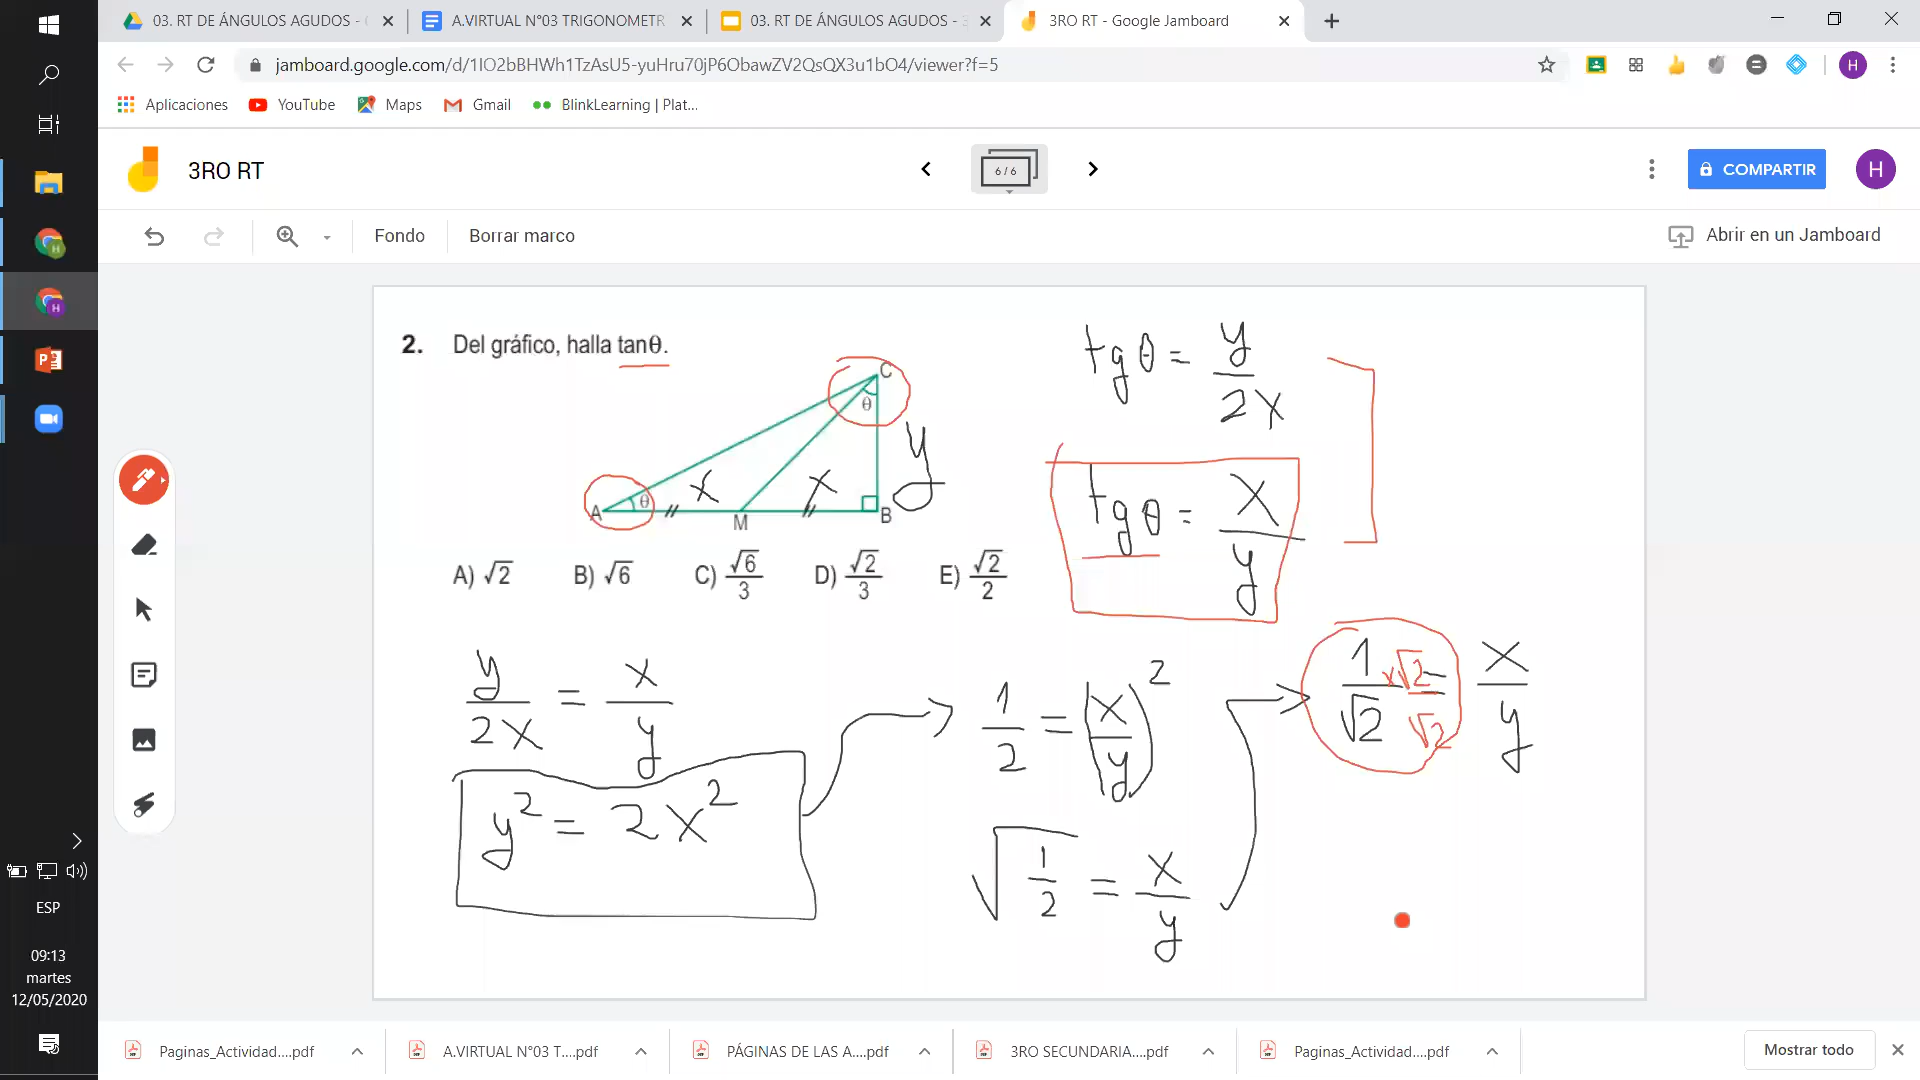 03. RT DE ÁNGULOS AGUDOS -
A.VIRTUAL N°03 TRIGONOMETR
03. RT DE ÁNGULOS AGUDOS - 3
3RO RT - Google Jamboard
jamboard.google.com/d/1IO2bBHWh1TzAsU5-yuHru70jP6ObawZV2QsQX3u1bO4/viewer?f=5
H
Aplicaciones
YouTube
Maps
Gmail
BlinkLearning | Plat...
3RO RT
6 / 6
COMPARTIR
H
Fondo
Borrar marco
Abrir en un Jamboard
2. Del gráfico, halla tanθ.
C
θ
y
A
θ
x
M
x
B
A) √2 B) √6 C) √6/3 D) √2/3 E) √2/2
tgθ = y/2x
tgθ = x/y
y/2x = x/y
y² = 2x²
1/2 = (x/y)²
√1/2 = x/y
1/√2 x √2/√2 = x/y
ESP
09:13
martes
12/05/2020
Paginas_Actividad....pdf
A.VIRTUAL N°03 T....pdf
PÁGINAS DE LAS A....pdf
3RO SECUNDARIA....pdf
Paginas_Actividad....pdf
Mostrar todo